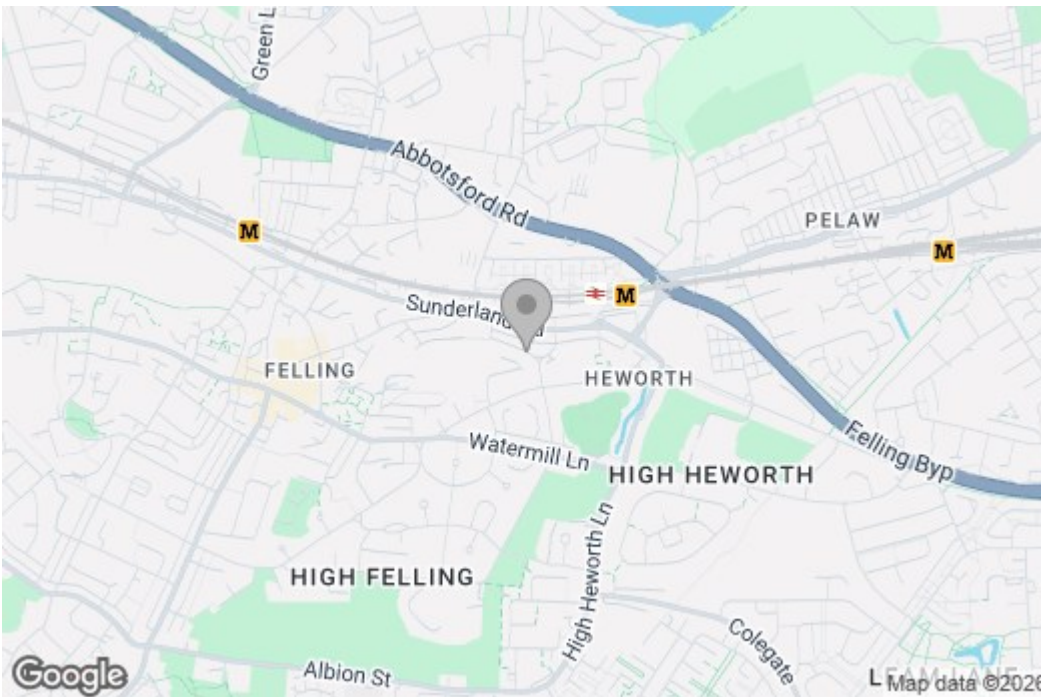 Green L
Abbotsford Rd
PELAW
M
M
M
Sunderland
FELLING
HEWORTH
Watermill Ln
Felling Byp
HIGH HEWORTH
High Heworth Ln
HIGH FELLING
Colegate
Albion St
Google
Map data ©2026